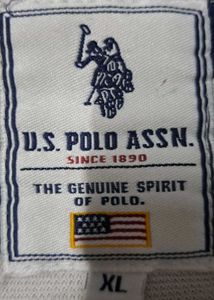 U.S. POLO ASSN.
SINCE 1890
THE GENUINE SPIRIT
OF POLO.
XL